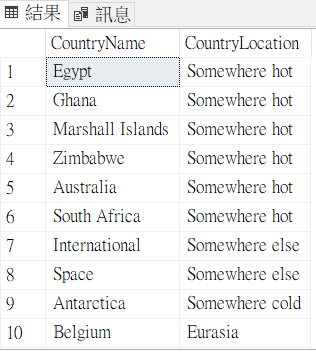 結果 訊息
CountryName CountryLocation
1 Egypt Somewhere hot
2 Ghana Somewhere hot
3 Marshall Islands Somewhere hot
4 Zimbabwe Somewhere hot
5 Australia Somewhere hot
6 South Africa Somewhere hot
7 International Somewhere else
8 Space Somewhere else
9 Antarctica Somewhere cold
10 Belgium Eurasia